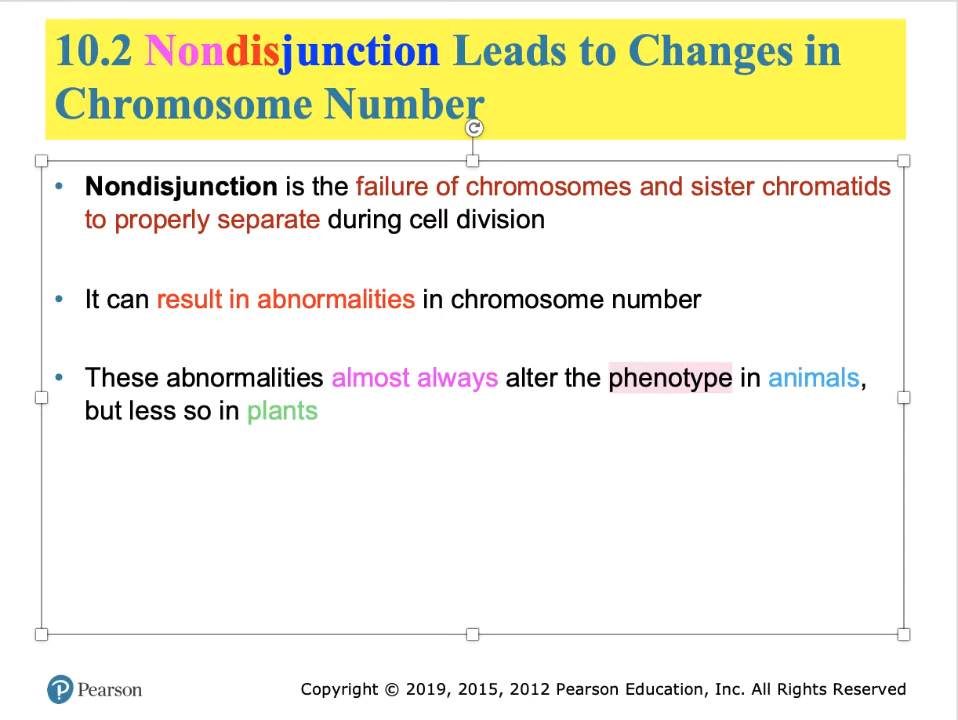 10.2 Nondisjunction Leads to Changes in
Chromosome Number
• Nondisjunction is the failure of chromosomes and sister chromatids
to properly separate during cell division
• It can result in abnormalities in chromosome number
• These abnormalities almost always alter the phenotype in animals,
but less so in plants
Pearson
Copyright © 2019, 2015, 2012 Pearson Education, Inc. All Rights Reserved